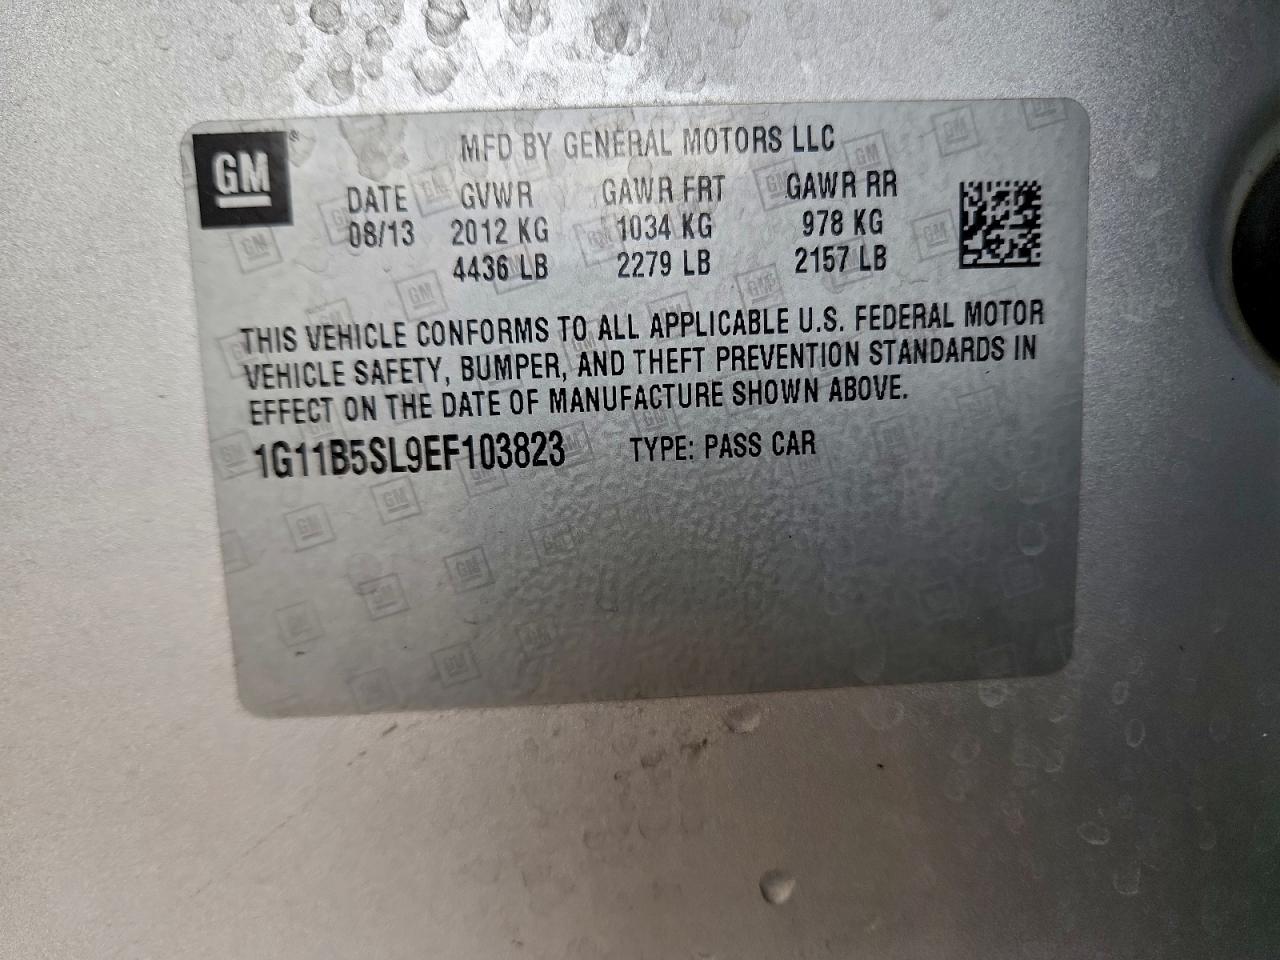 GM
MFD BY GENERAL MOTORS LLC
DATE GVWR GAWR FRT GAWR RR
08/13 2012 KG 1034 KG 978 KG
4436 LB 2279 LB 2157 LB
THIS VEHICLE CONFORMS TO ALL APPLICABLE U.S. FEDERAL MOTOR
VEHICLE SAFETY, BUMPER, AND THEFT PREVENTION STANDARDS IN
EFFECT ON THE DATE OF MANUFACTURE SHOWN ABOVE.
1G11B5SL9EF103823 TYPE: PASS CAR